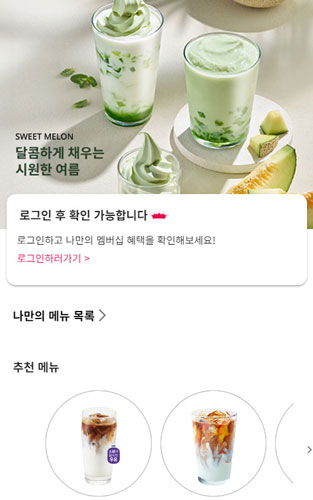 SWEET MELON
달콤하게 채우는
시원한 여름
로그인 후 확인 가능합니다
로그인하고 나만의 멤버십 혜택을 확인해보세요!
로그인하러가기 >
나만의 메뉴 목록 >
추천 메뉴